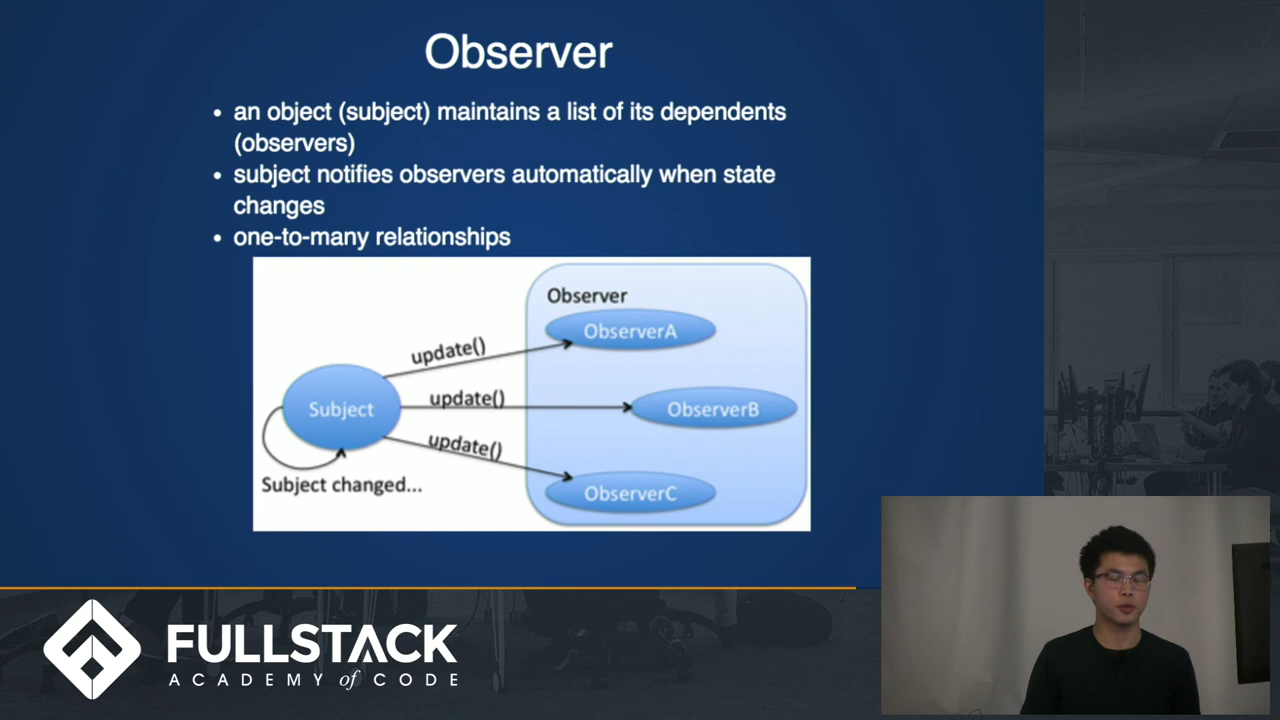 Observer
• an object (subject) maintains a list of its dependents
(observers)
• subject notifies observers automatically when state
changes
• one-to-many relationships
Observer
ObserverA
update()
update()
Subject
ObserverB
update()
Subject changed...
ObserverC
FULLSTACK
ACADEMY of CODE